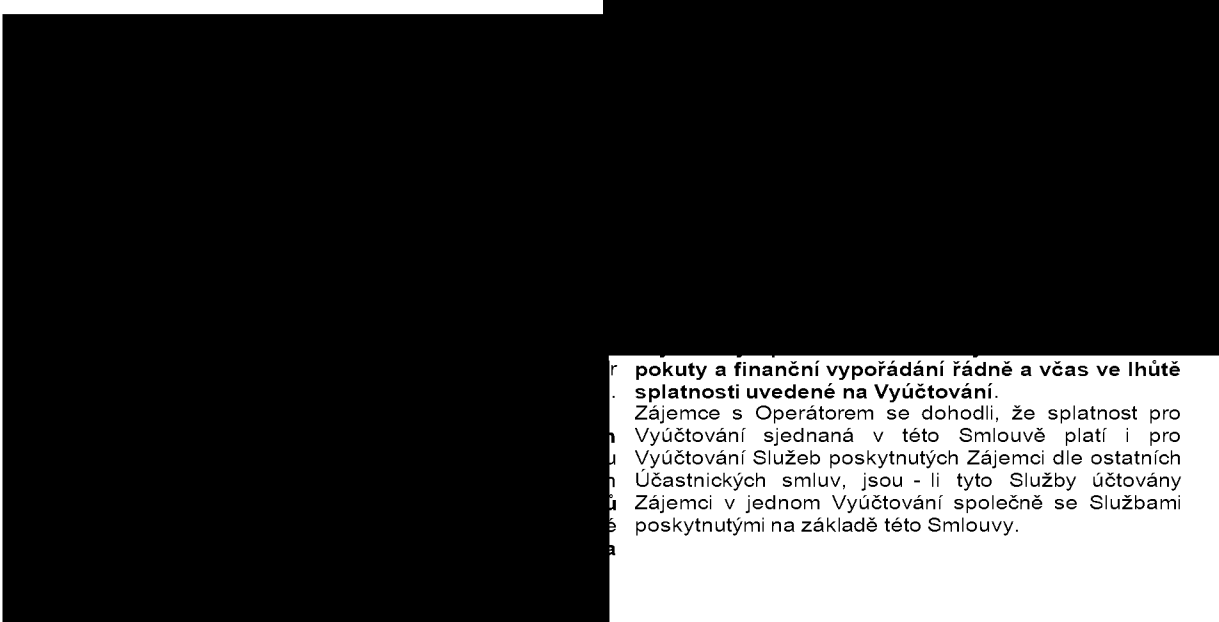 pokuty a finanční vypořádání řádně a včas ve lhůtě
splatnosti uvedené na Vyúčtování.
Zájemce s Operátorem se dohodli, že splatnost pro
Vyúčtování sjednaná v této Smlouvě platí i pro
Vyúčtování Služeb poskytnutých Zájemci dle ostatních
Účastnických smluv, jsou - li tyto Služby účtovány
Zájemci v jednom Vyúčtování společně se Službami
poskytnutými na základě této Smlouvy.